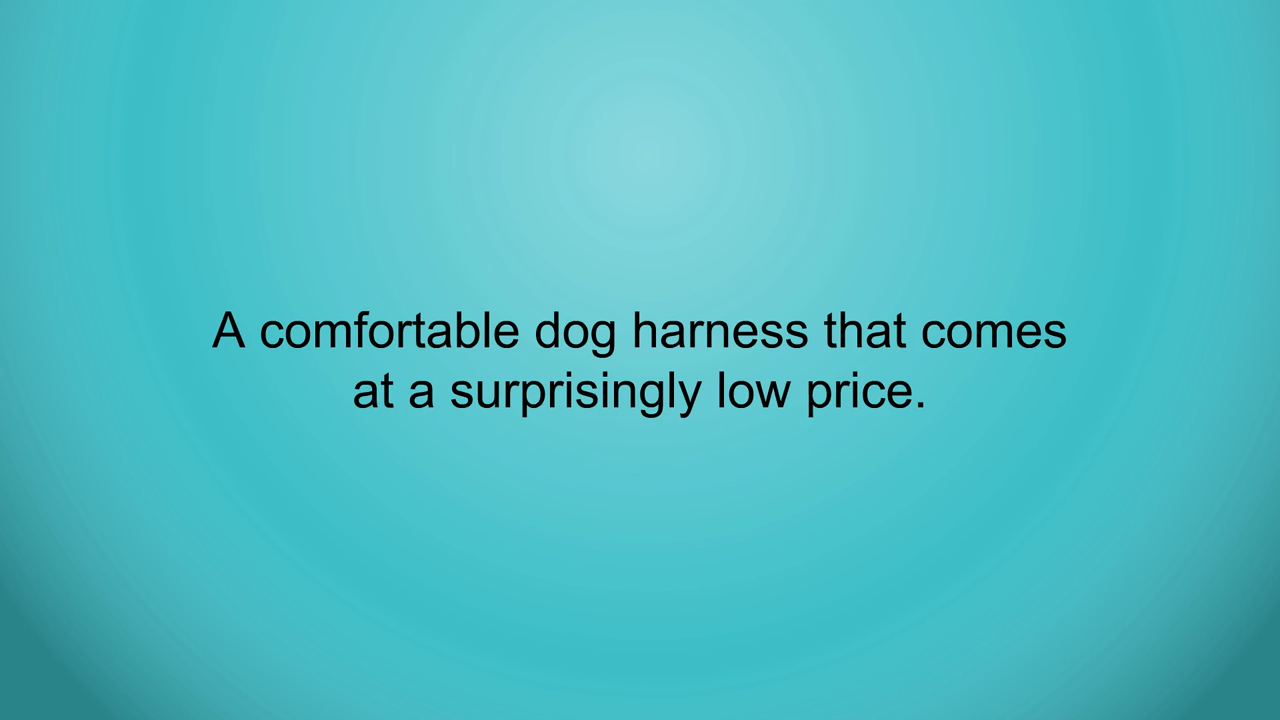 A comfortable dog harness that comes
at a surprisingly low price.